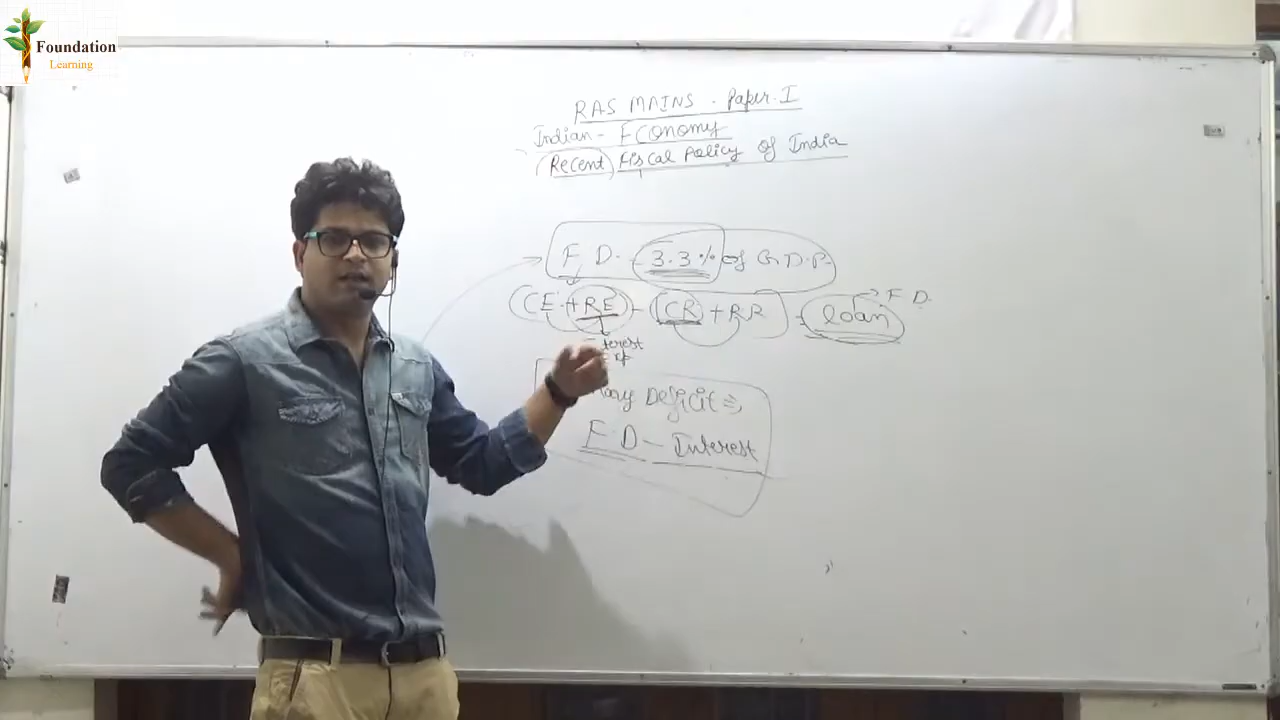 Foundation
Learning
RAS MAINS - Paper-I
Indian - Economy
(Recent) Fiscal Policy of India
F D. - 3.3% of G.D.P.
(CE + RE) - (CR + RR) = loan → F D.
Deficit ⇒
F D - Interest